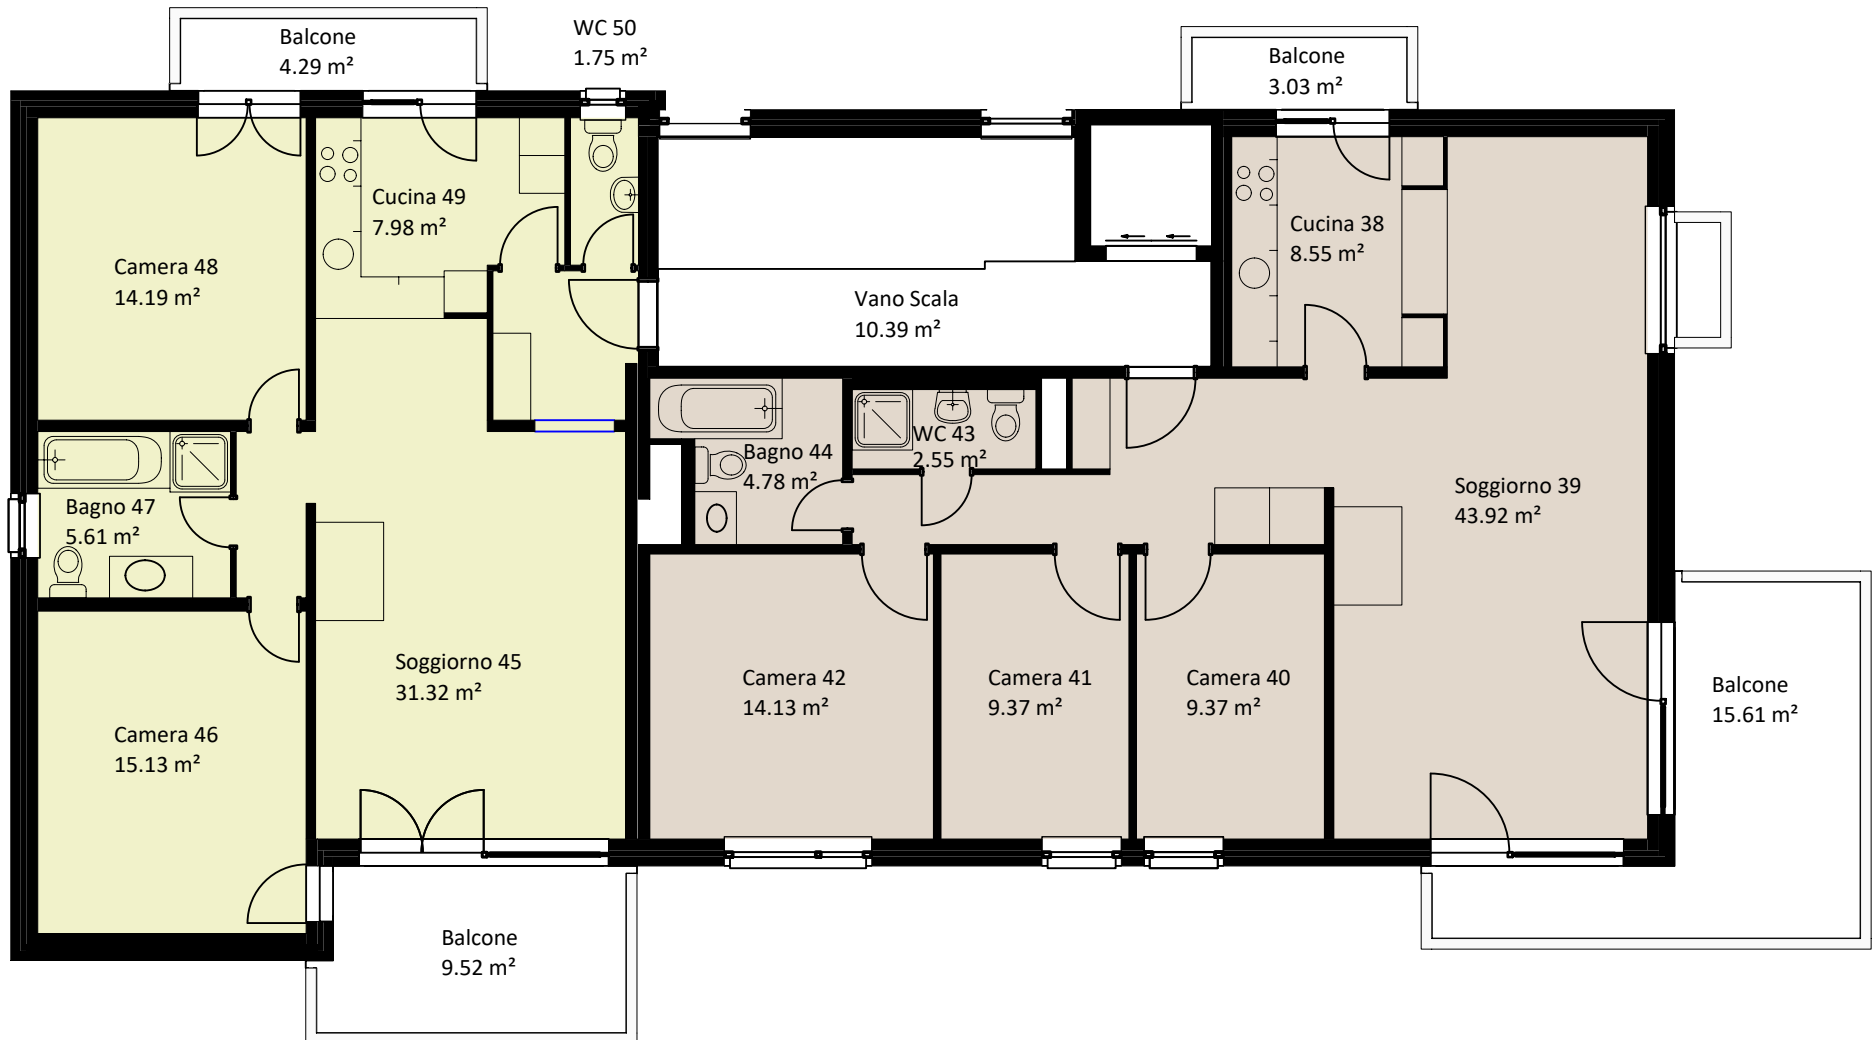 Balcone
4.29 m²
WC 50
1.75 m²
Balcone
3.03 m²
Cucina 49
7.98 m²
Cucina 38
8.55 m²
Camera 48
14.19 m²
Vano Scala
10.39 m²
WC 43
2.55 m²
Bagno 44
4.78 m²
Soggiorno 39
43.92 m²
Bagno 47
5.61 m²
Soggiorno 45
31.32 m²
Camera 42
14.13 m²
Camera 41
9.37 m²
Camera 40
9.37 m²
Balcone
15.61 m²
Camera 46
15.13 m²
Balcone
9.52 m²